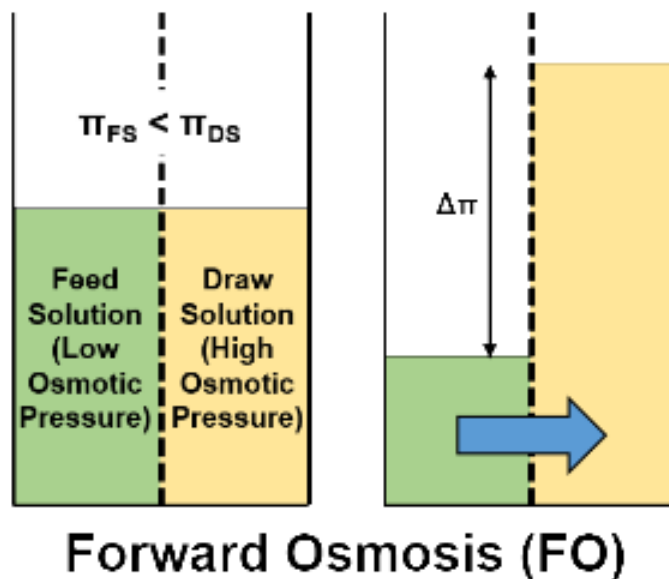 πFS < πDS
Feed
Solution
(Low
Osmotic
Pressure)
Draw
Solution
(High
Osmotic
Pressure)
Δπ
Forward Osmosis (FO)